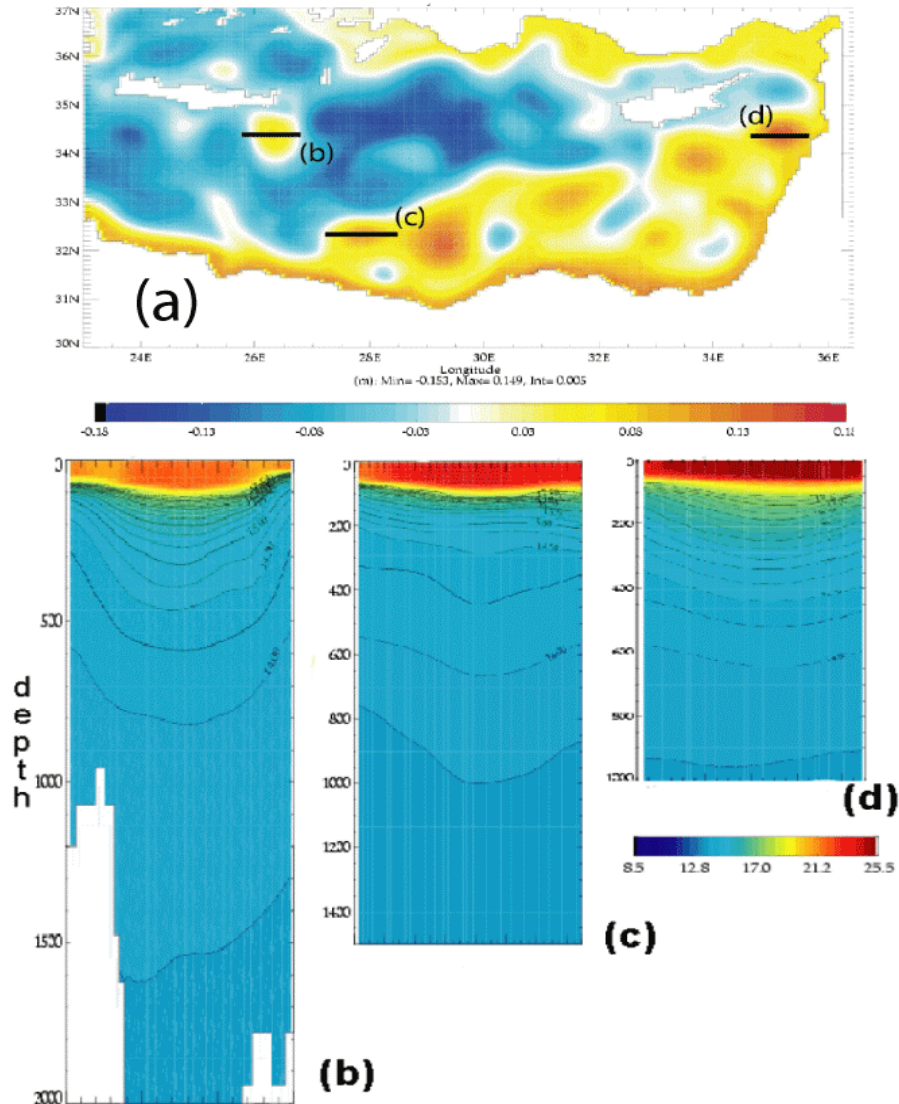 37N
36N
35N
34N
33N
32N
31N
30N
(b)
(c)
(d)
(a)
24E 26E 28E 30E 32E 34E 36E
Longitude
(m): Min= -0.153, Max= 0.149, Int= 0.005
-0.18 -0.13 -0.08 -0.03 0.03 0.08 0.13 0.18
0
500
1000
1500
2000
depth
(b)
0
200
400
600
800
1000
1200
1400
(c)
0
200
400
600
800
(d)
8.5 12.8 17.0 21.2 25.5